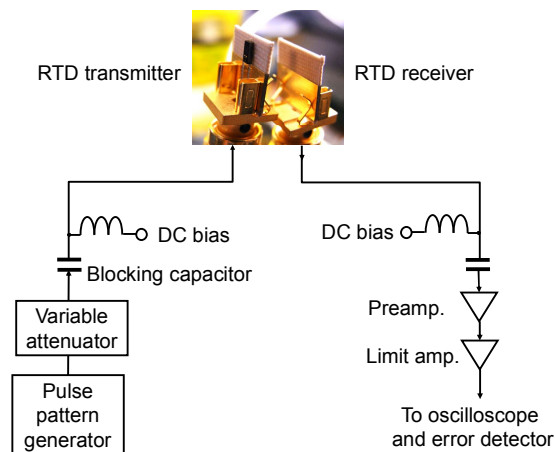 RTD transmitter
RTD receiver
DC bias
DC bias
Blocking capacitor
Variable
attenuator
Preamp.
Limit amp.
Pulse
pattern
generator
To oscilloscope
and error detector